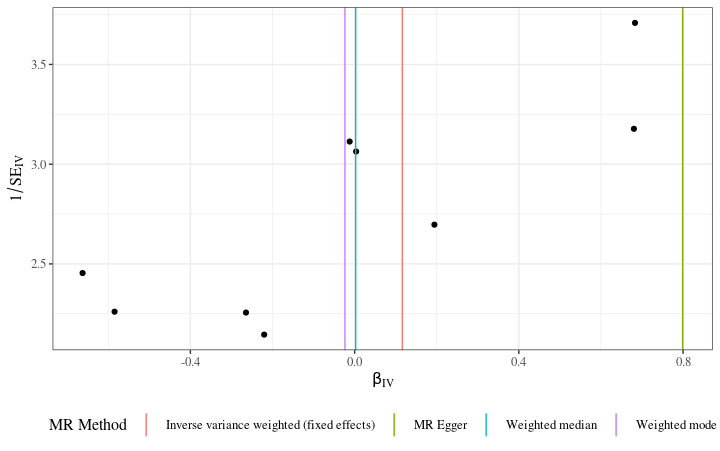 3.5
3.0
2.5
1/SE_IV
-0.4 0.0 0.4 0.8
β_IV
MR Method Inverse variance weighted (fixed effects) MR Egger Weighted median Weighted mode